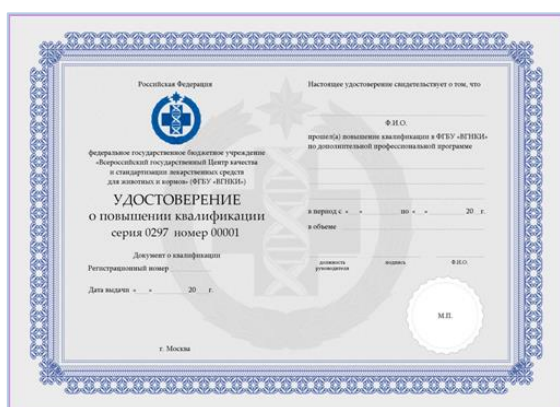 Российская Федерация
федеральное государственное бюджетное учреждение
«Всероссийский государственный Центр качества
и стандартизации лекарственных средств
для животных и кормов» (ФГБУ «ВГНКИ»)
УДОСТОВЕРЕНИЕ
о повышении квалификации
серия 0297 номер 00001
Документ о квалификации
Регистрационный номер
Дата выдачи « » 20 г.
г. Москва
Настоящее удостоверение свидетельствует о том, что
Ф.И.О.
прошел(а) повышение квалификации в ФГБУ «ВГНКИ»
по дополнительной профессиональной программе
в период с « » по « » 20 г.
в объеме
должность руководителя подпись Ф.И.О.
М.П.